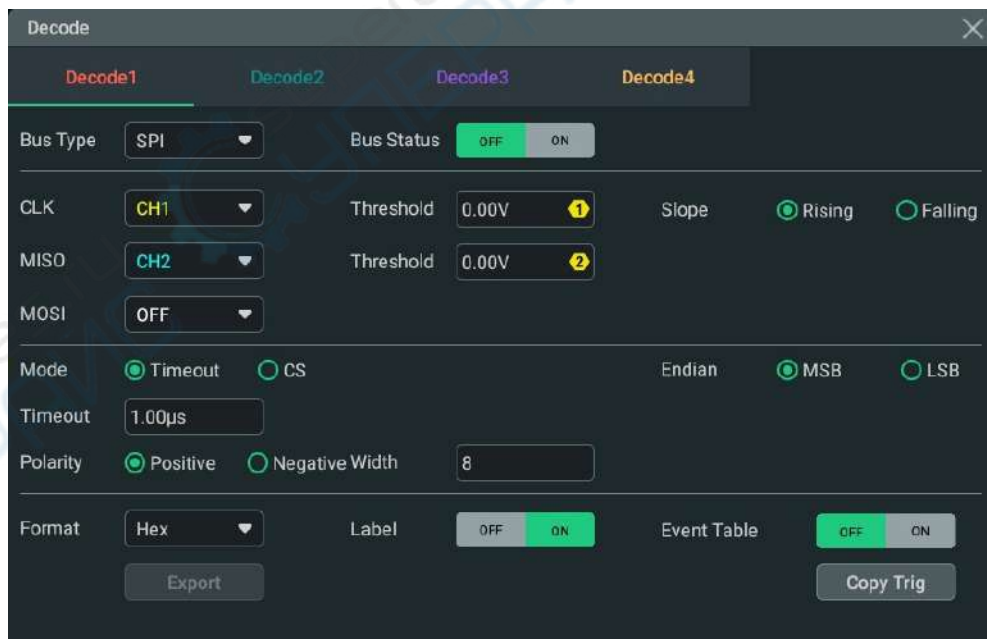 Decode
Decode1 Decode2 Decode3 Decode4
Bus Type SPI Bus Status OFF ON
CLK CH1 Threshold 0.00V 1 Slope Rising Falling
MISO CH2 Threshold 0.00V 2
MOSI OFF
Mode Timeout CS Endian MSB LSB
Timeout 1.00µs
Polarity Positive Negative Width 8
Format Hex Label OFF ON Event Table OFF ON
Export Copy Trig